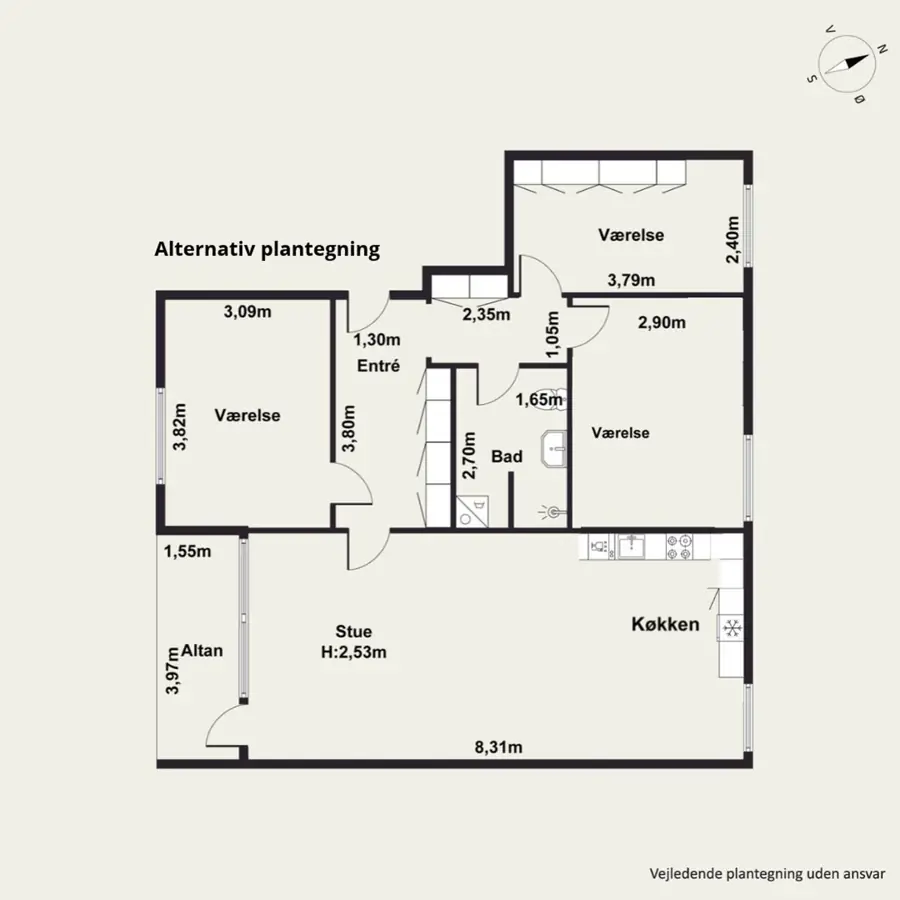 V
N
S
Ø
Alternativ plantegning
Værelse
2,40m
3,79m
3,09m
2,35m
1,05m
2,90m
1,30m
Entré
3,82m
Værelse
3,80m
1,65m
Værelse
2,70m
Bad
1,55m
Stue
H:2,53m
Køkken
Altan
3,97m
8,31m
Vejledende plantegning uden ansvar